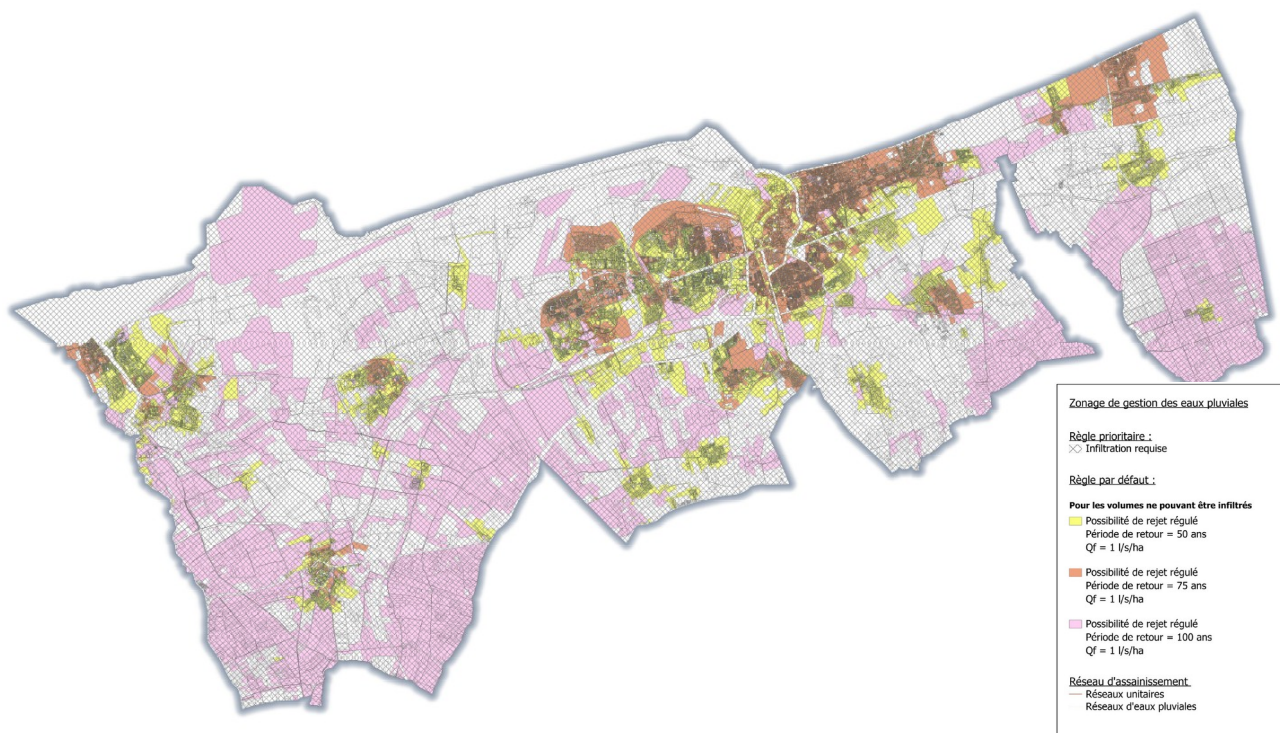 Zonage de gestion des eaux pluviales
Règle prioritaire :
Infiltration requise
Règle par défaut :
Pour les volumes ne pouvant être infiltrés
Possibilité de rejet régulé
Période de retour = 50 ans
Qf = 1 l/s/ha
Possibilité de rejet régulé
Période de retour = 75 ans
Qf = 1 l/s/ha
Possibilité de rejet régulé
Période de retour = 100 ans
Qf = 1 l/s/ha
Réseau d'assainissement
Réseaux unitaires
Réseaux d'eaux pluviales